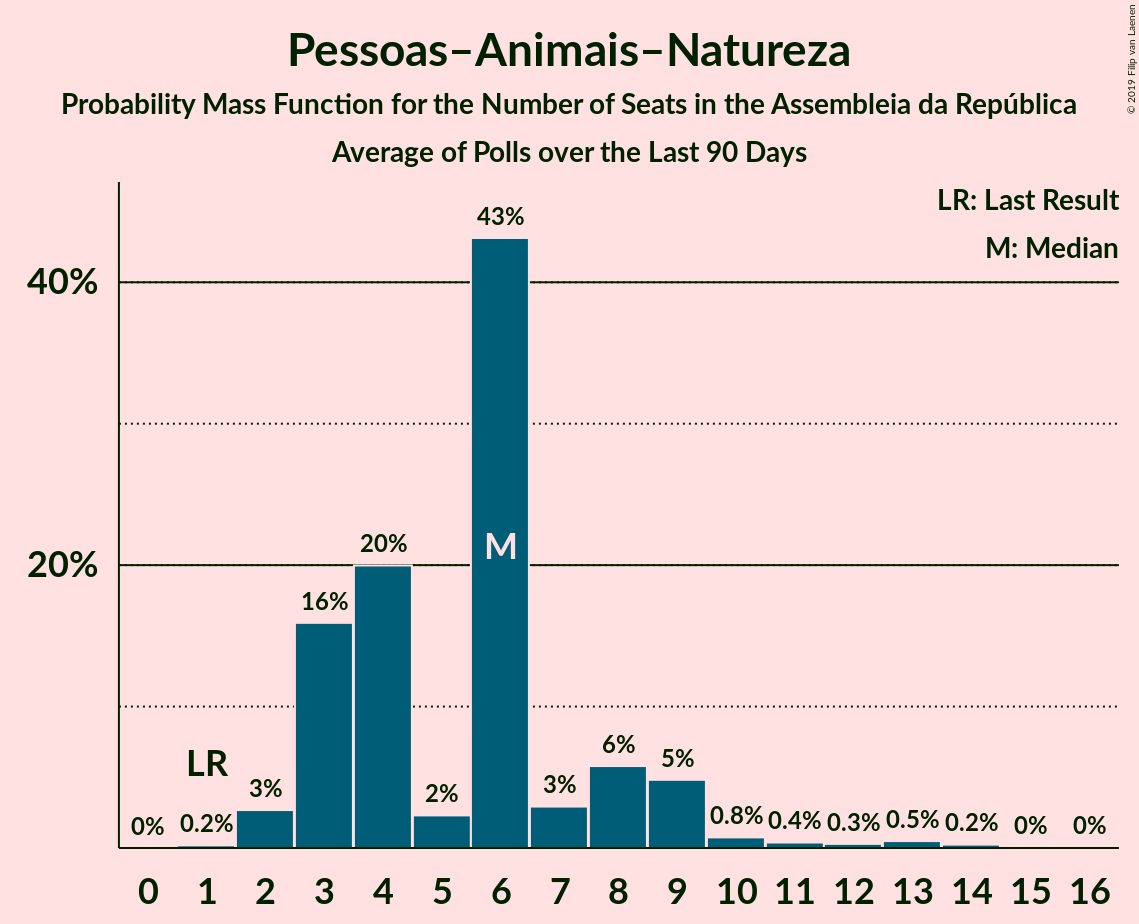 Pessoas–Animais–Natureza
Probability Mass Function for the Number of Seats in the Assembleia da República
Average of Polls over the Last 90 Days
© 2019 Filip van Laenen
LR: Last Result
M: Median
40%
20%
0%
0.2%
LR
3%
16%
20%
2%
43%
M
3%
6%
5%
0.8%
0.4%
0.3%
0.5%
0.2%
0%
0%
0 1 2 3 4 5 6 7 8 9 10 11 12 13 14 15 16